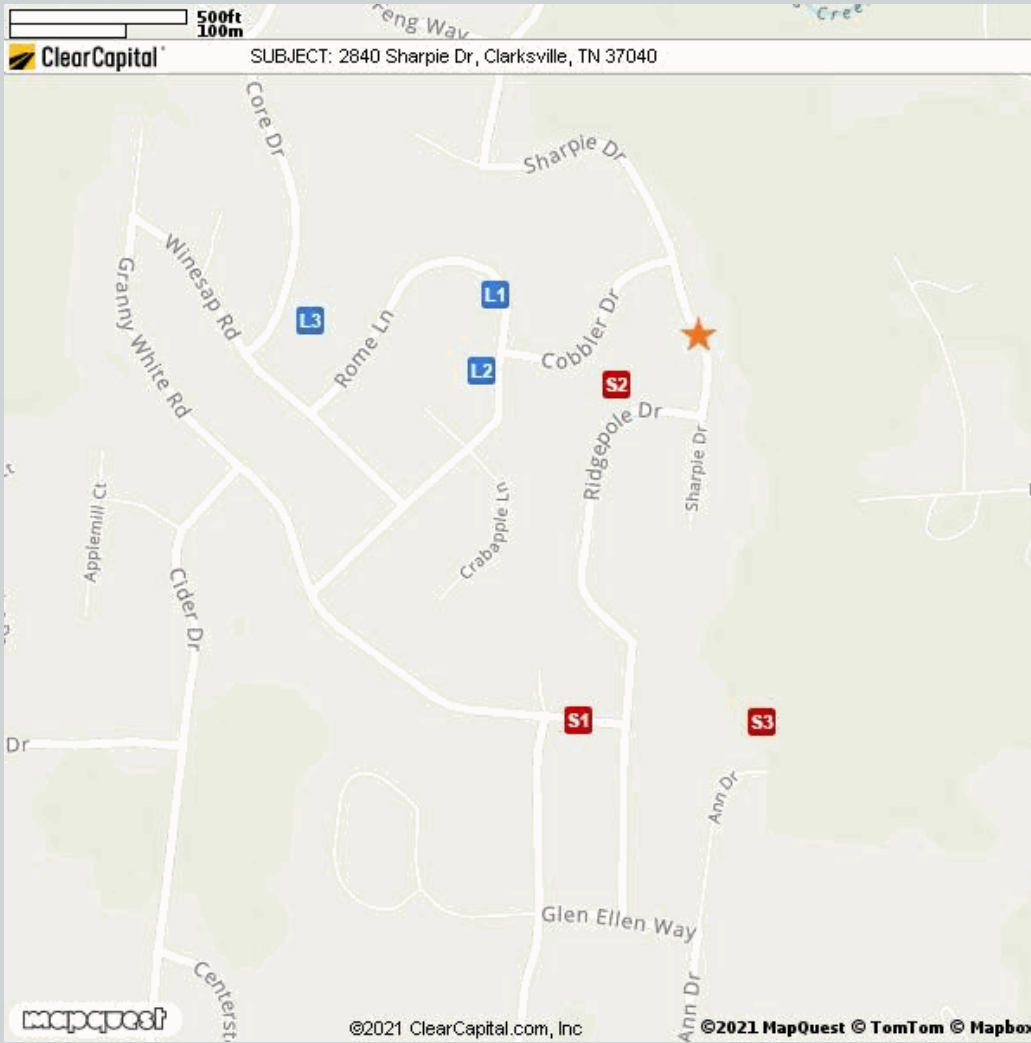 500ft
100m
reng Way
Cree
ClearCapital
SUBJECT: 2840 Sharpie Dr, Clarksville, TN 37040
Core Dr
Sharpie Dr
Winesap Rd
Granny White Rd
L1
L3
Rome Ln
Cobbler Dr
L2
S2
Ridgepole Dr
Sharpie Dr
Applemill Ct
Crabapple Ln
Cider Dr
S1
S3
Dr
Ann Dr
Glen Ellen Way
Centerst
Ann Dr
mapquest
©2021 ClearCapital.com, Inc
©2021 MapQuest © TomTom © Mapbox